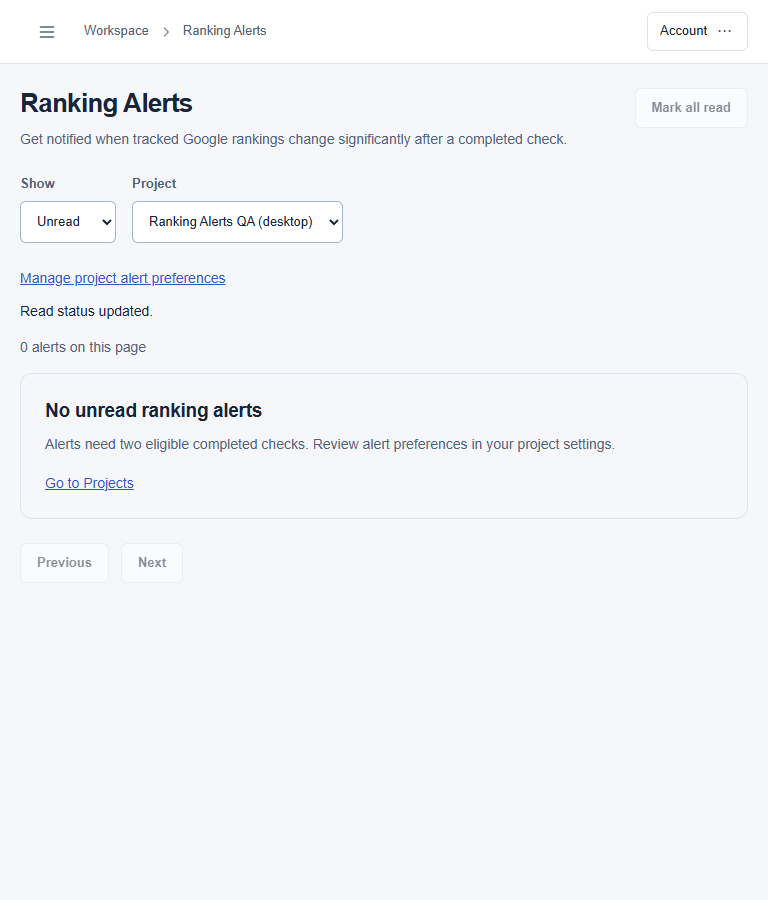 Workspace > Ranking Alerts
Account ...
Ranking Alerts
Mark all read
Get notified when tracked Google rankings change significantly after a completed check.
Show
Project
Unread
Ranking Alerts QA (desktop)
Manage project alert preferences
Read status updated.
0 alerts on this page
No unread ranking alerts
Alerts need two eligible completed checks. Review alert preferences in your project settings.
Go to Projects
Previous
Next